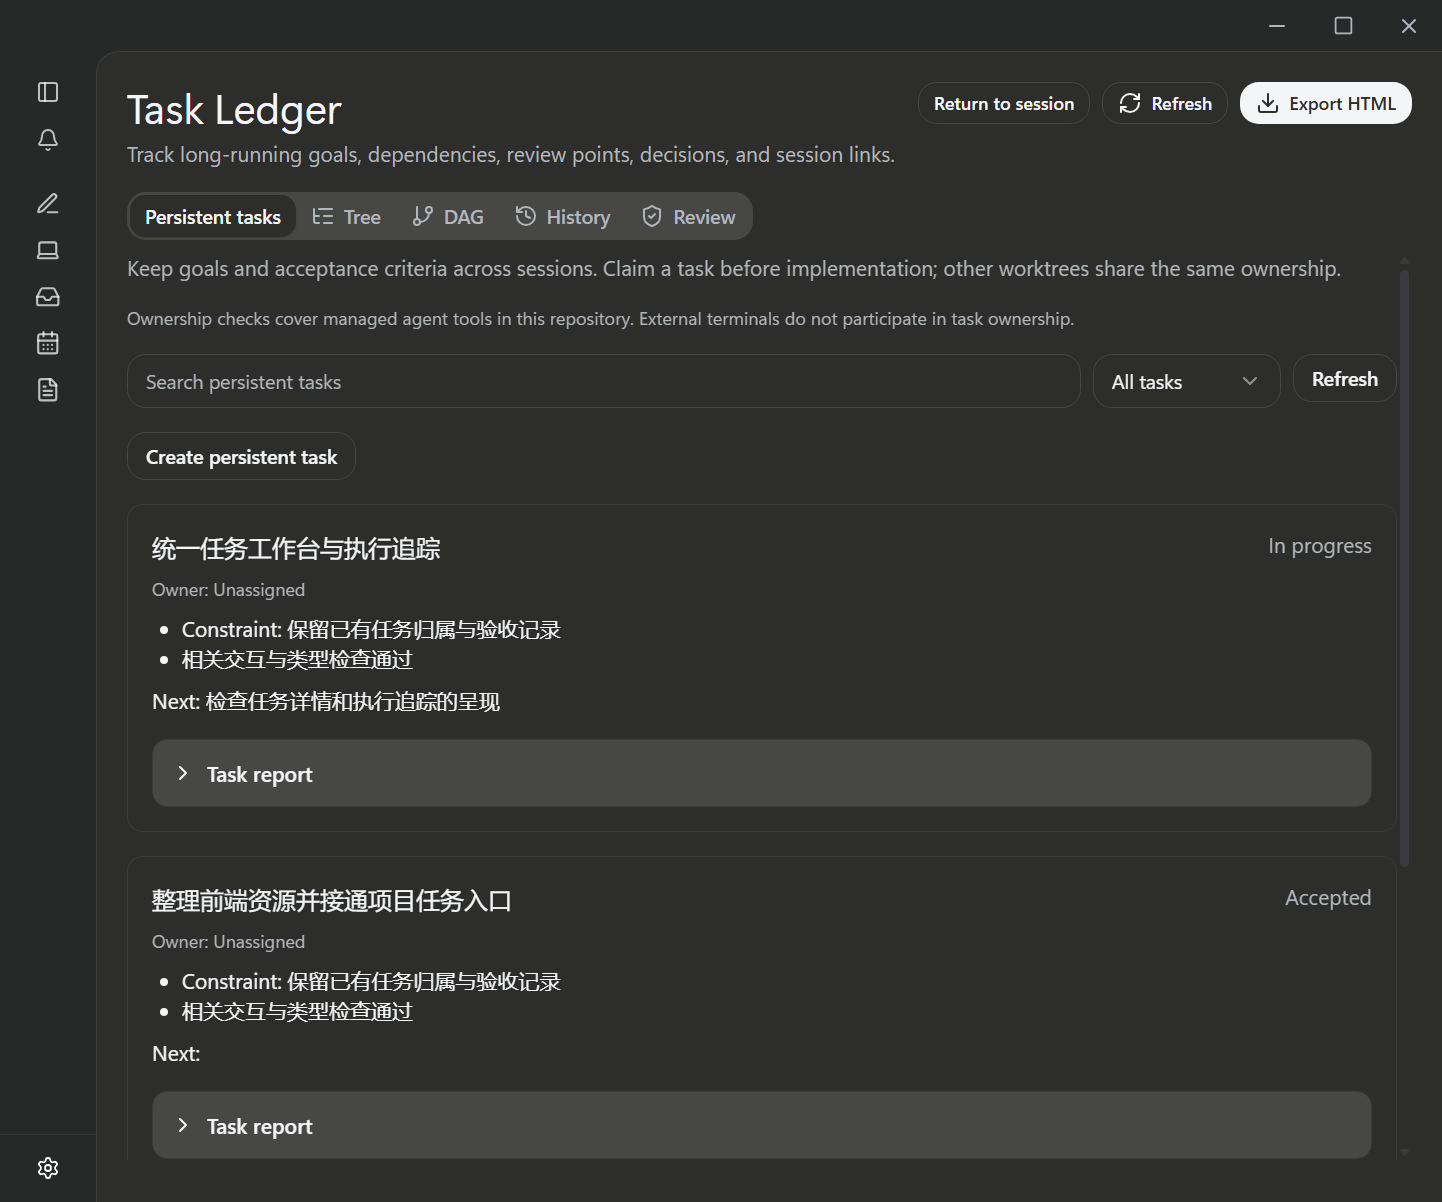 Task Ledger
Return to session
Refresh
Export HTML
Track long-running goals, dependencies, review points, decisions, and session links.
Persistent tasks
Tree
DAG
History
Review
Keep goals and acceptance criteria across sessions. Claim a task before implementation; other worktrees share the same ownership.
Ownership checks cover managed agent tools in this repository. External terminals do not participate in task ownership.
Search persistent tasks
All tasks
Refresh
Create persistent task
统一任务工作台与执行追踪
In progress
Owner: Unassigned
Constraint: 保留已有任务归属与验收记录
相关交互与类型检查通过
Next: 检查任务详情和执行追踪的呈现
Task report
整理前端资源并接通项目任务入口
Accepted
Owner: Unassigned
Constraint: 保留已有任务归属与验收记录
相关交互与类型检查通过
Next:
Task report